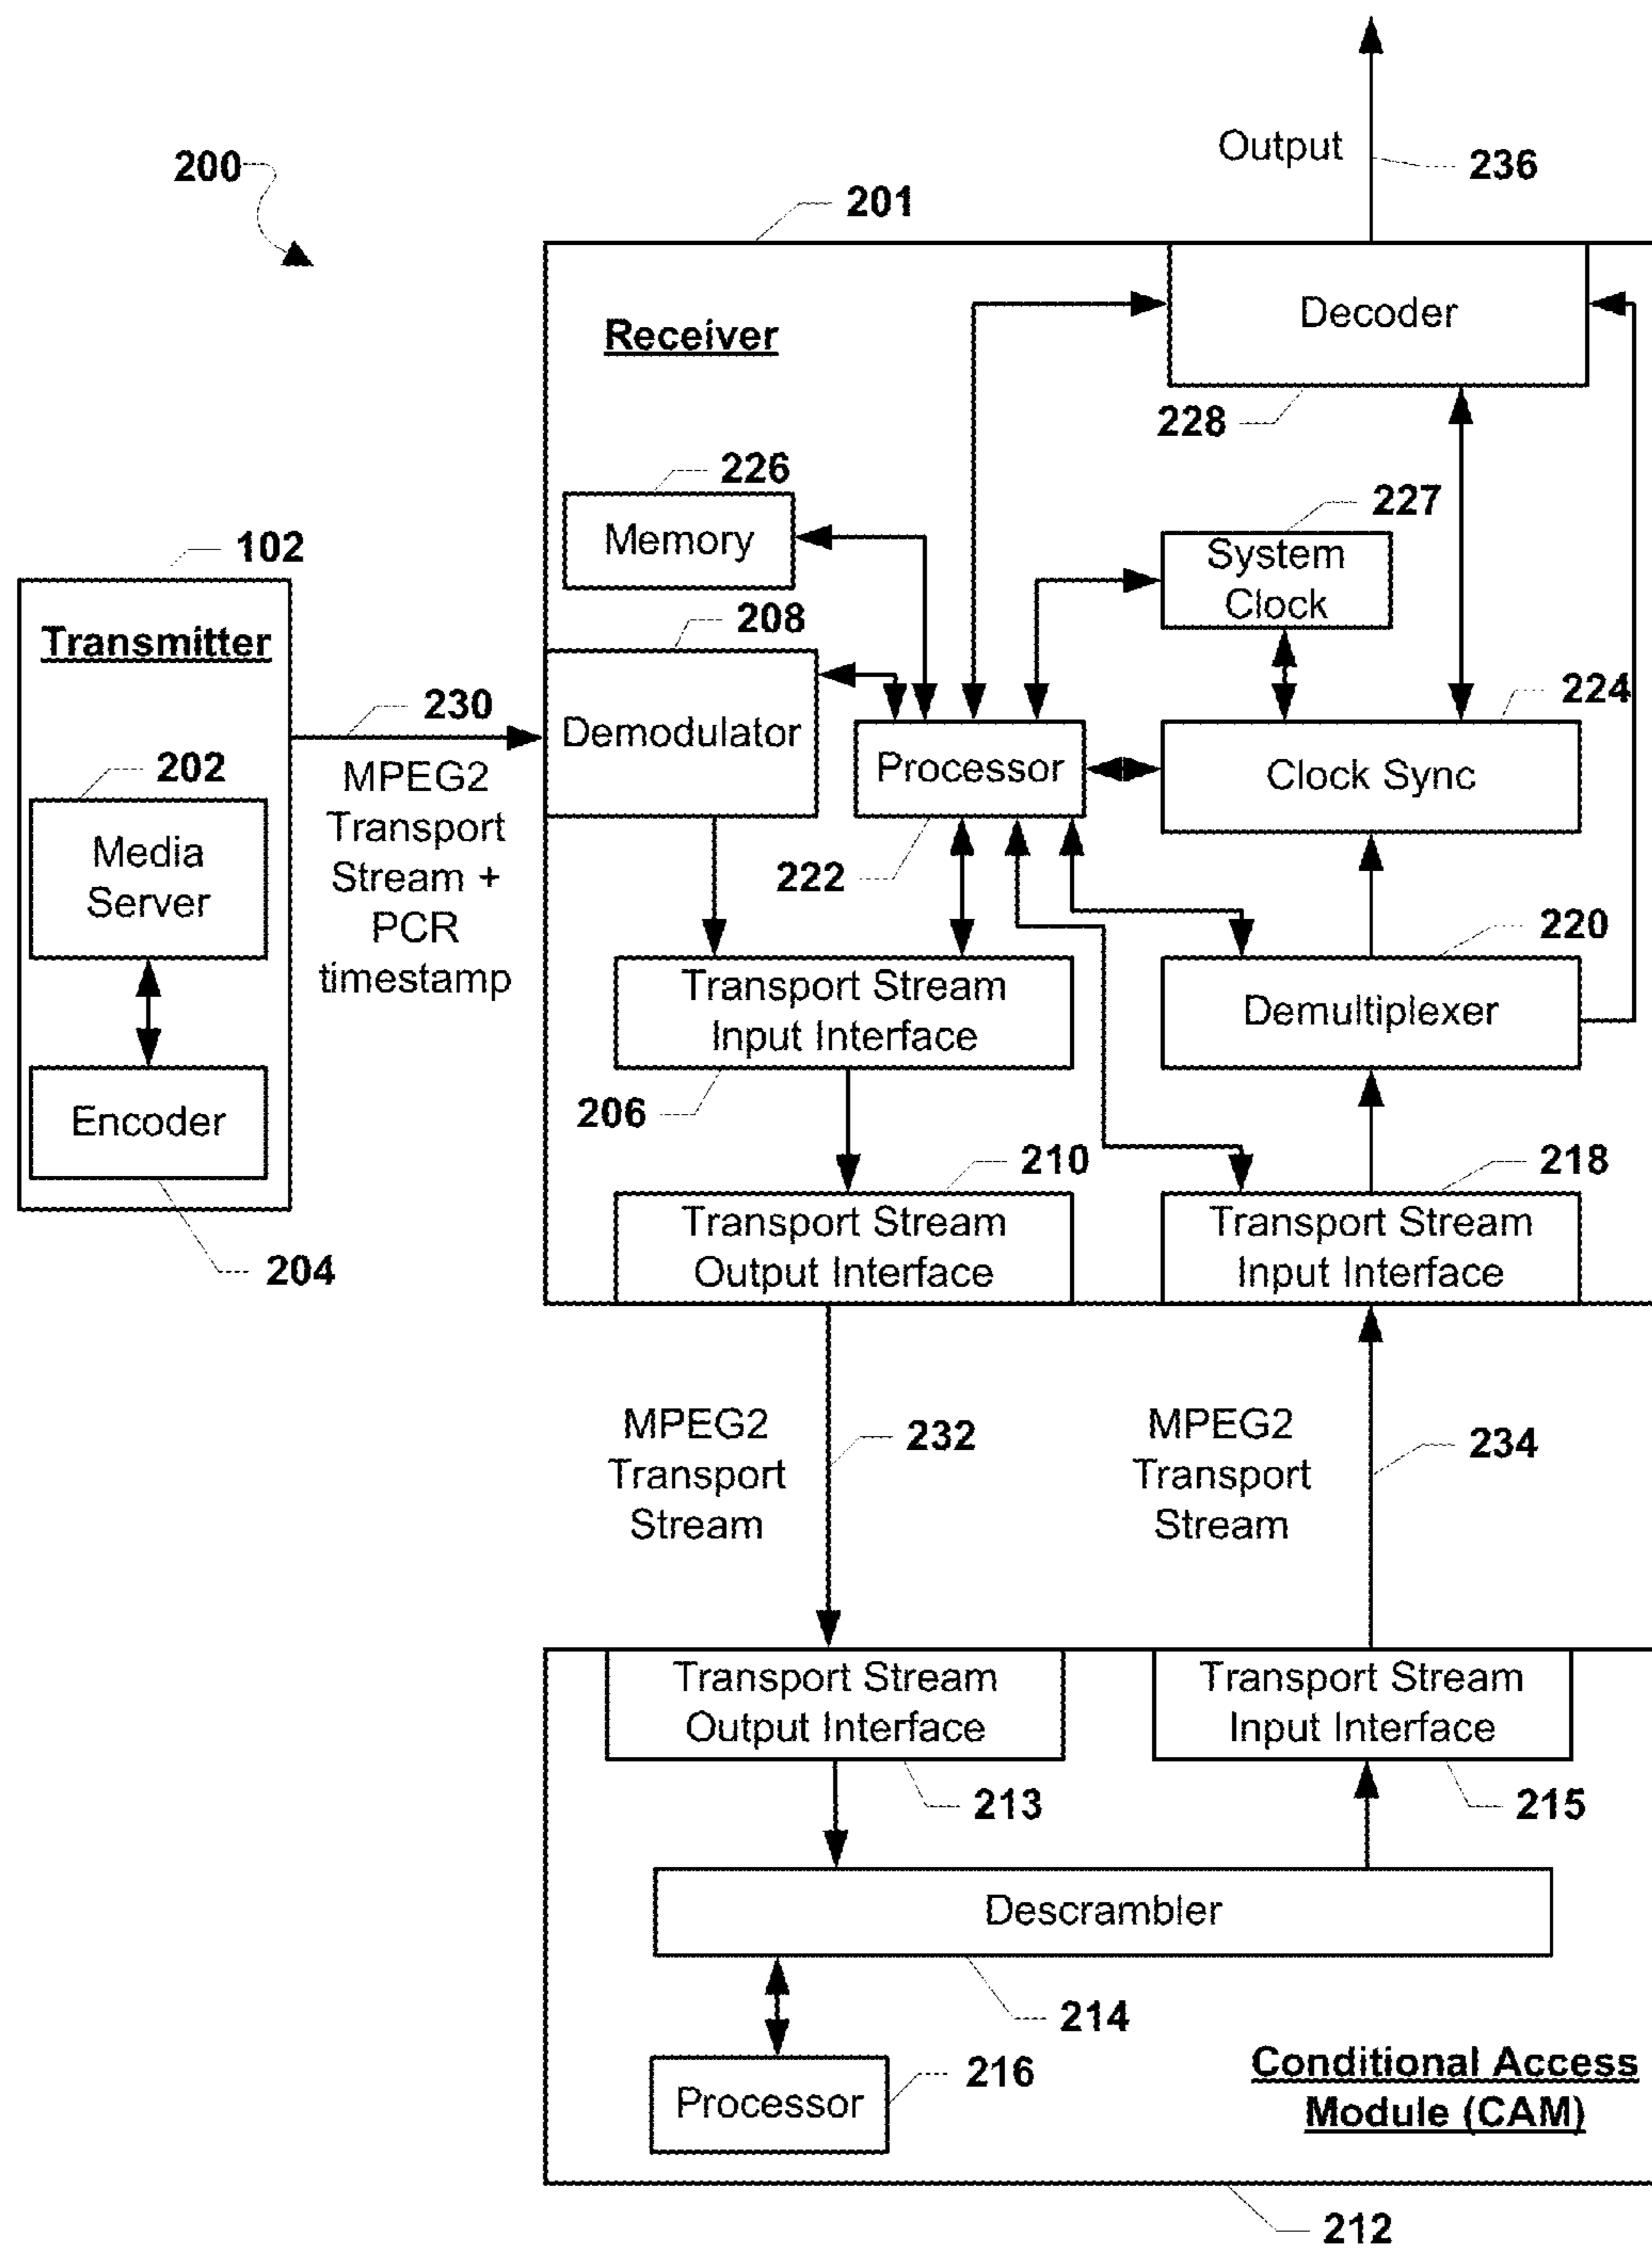 Output
236
200
201
Receiver
Decoder
228
226
Memory
227
System
Clock
102
Transmitter
208
Demodulator
230
MPEG2
Transport
Stream +
PCR
timestamp
202
Media
Server
Encoder
204
Processor
222
224
Clock Sync
220
Demultiplexer
Transport Stream
Input Interface
206
210
Transport Stream
Output Interface
218
Transport Stream
Input Interface
MPEG2
Transport
Stream
232
MPEG2
Transport
Stream
234
Transport Stream
Output Interface
213
Transport Stream
Input Interface
215
Descrambler
214
Processor
216
Conditional Access
Module (CAM)
212